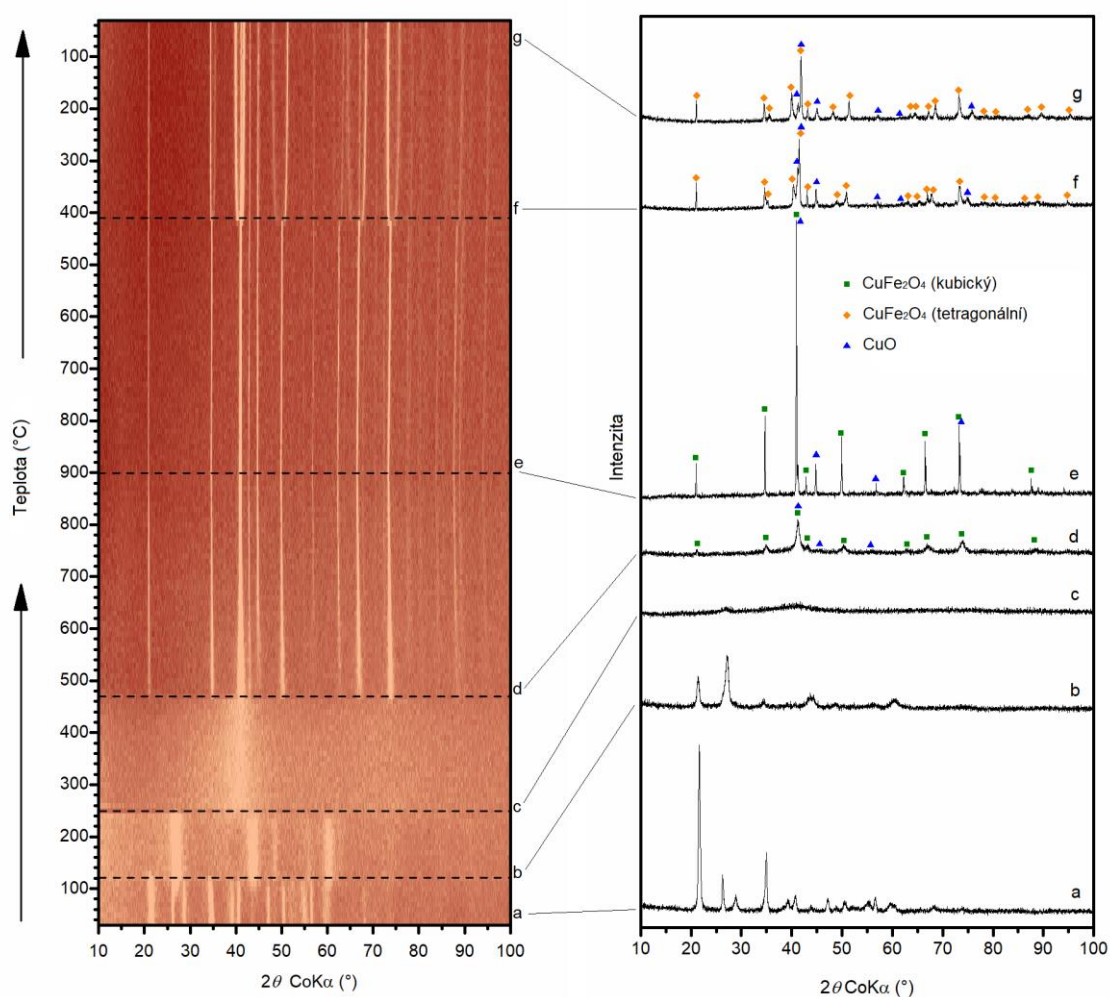 100
200
300
400
500
600
700
800
900
800
700
600
500
400
300
200
100
Teplota (°C)
g
f
e
d
c
b
a
10 20 30 40 50 60 70 80 90 100
2θ CoKα (°)
Intenzita
g
f
CuFe₂O₄ (kubický)
CuFe₂O₄ (tetragonální)
CuO
e
d
c
b
a
10 20 30 40 50 60 70 80 90 100
2θ CoKα (°)